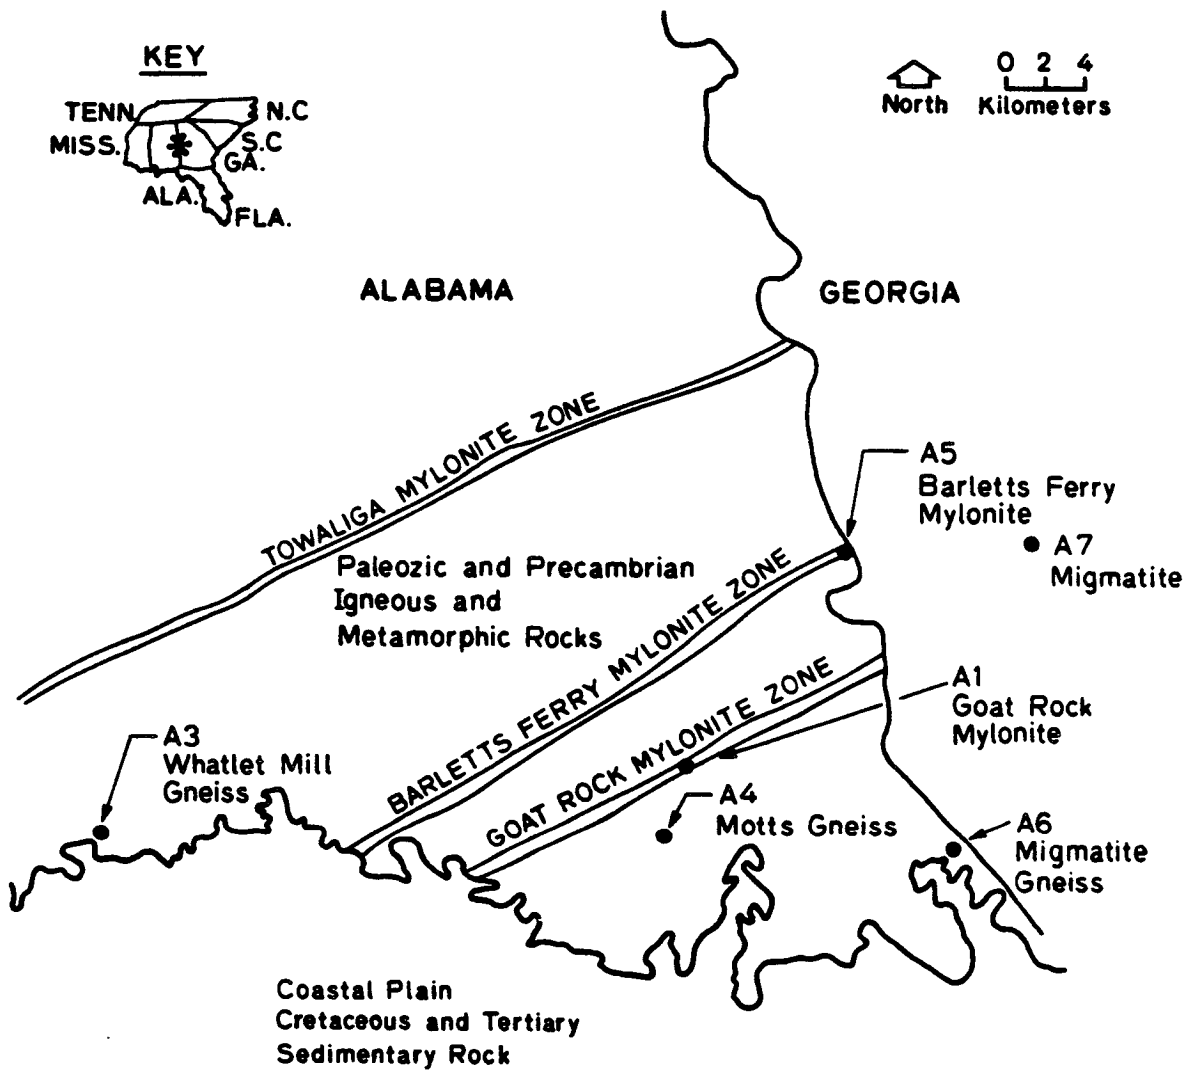 KEY
TENN.
N.C
MISS.
S.C
GA.
ALA.
FLA.
0 2 4
North
Kilometers
ALABAMA
GEORGIA
TOWALIGA MYLONITE ZONE
A5
Barletts Ferry
Mylonite
A7
Migmatite
Paleozic and Precambrian
Igneous and
Metamorphic Rocks
BARLETTS FERRY MYLONITE ZONE
GOAT ROCK MYLONITE ZONE
A1
Goat Rock
Mylonite
A3
Whatlet Mill
Gneiss
A4
Motts Gneiss
A6
Migmatite
Gneiss
Coastal Plain
Cretaceous and Tertiary
Sedimentary Rock